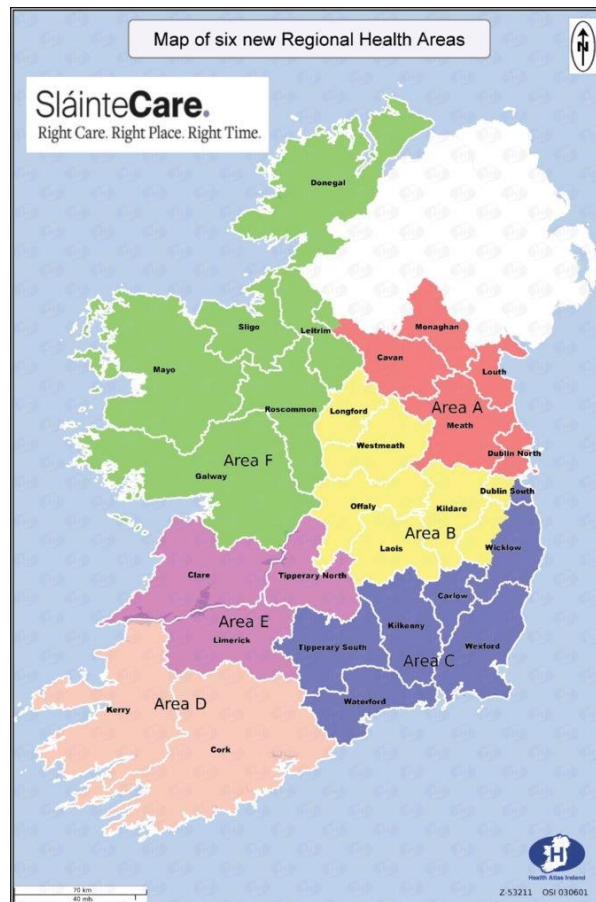 Map of six new Regional Health Areas
N
SláinteCare.
Right Care. Right Place. Right Time.
Donegal
Monaghan
Sligo
Leitrim
Cavan
Louth
Mayo
Roscommon
Longford
Area A
Meath
Westmeath
Dublin North
Area F
Galway
Dublin South
Offaly
Kildare
Area B
Laois
Wicklow
Clare
Tipperary North
Carlow
Area E
Limerick
Kilkenny
Tipperary South
Wexford
Area C
Area D
Kerry
Waterford
Cork
H
Health Atlas Ireland
70 km
40 mls
Z-53211 OSI 030601